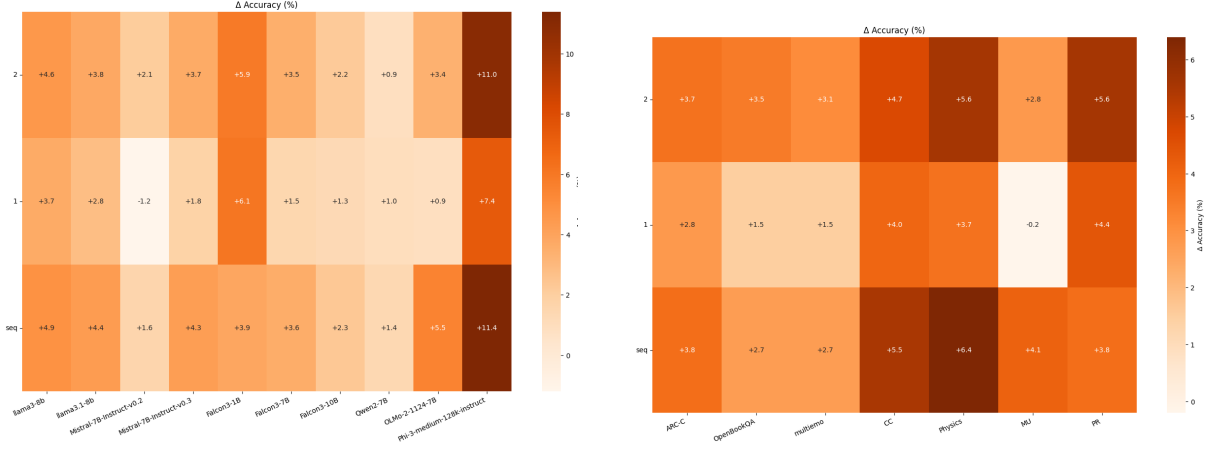 Δ Accuracy (%)
2
+4.6 +3.8 +2.1 +3.7 +5.9 +3.5 +2.2 +0.9 +3.4 +11.0
1
+3.7 +2.8 -1.2 +1.8 +6.1 +1.5 +1.3 +1.0 +0.9 +7.4
seq
+4.9 +4.4 +1.6 +4.3 +3.9 +3.6 +2.3 +1.4 +5.5 +11.4
llama3-8b
llama3.1-8b
Mistral-7B-Instruct-v0.2
Mistral-7B-Instruct-v0.3
Falcon3-1B
Falcon3-7B
Falcon3-10B
Qwen2-7B
OLMo-2-1124-7B
Phi-3-medium-128k-instruct
10
8
6
4
2
0
Δ Accuracy (%)
2
+3.7 +3.5 +3.1 +4.7 +5.6 +2.8 +5.6
1
+2.8 +1.5 +1.5 +4.0 +3.7 -0.2 +4.4
seq
+3.8 +2.7 +2.7 +5.5 +6.4 +4.1 +3.8
ARC-C
OpenBookQA
multiemo
CC
Physics
MU
PR
6
5
4
3
2
1
0
Δ Accuracy (%)